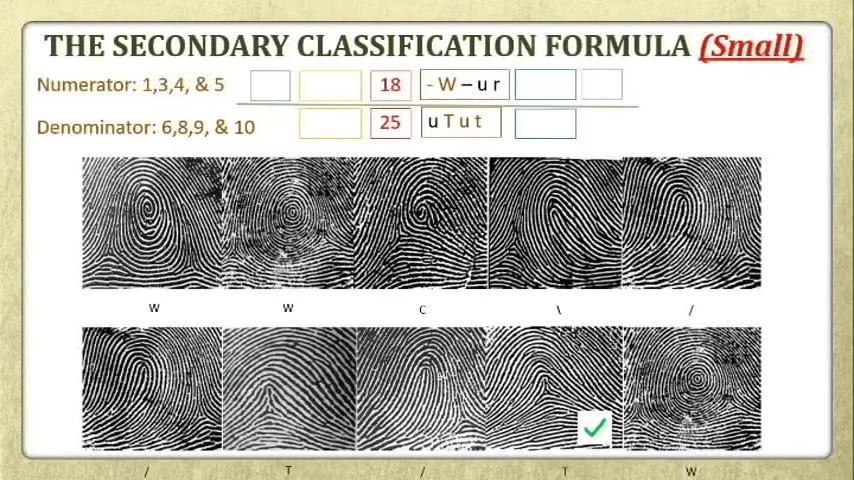 THE SECONDARY CLASSIFICATION FORMULA (Small)
Numerator: 1,3,4, & 5
18
- W – u r
Denominator: 6,8,9, & 10
25
u T u t
W W C \ /
/ T / T W